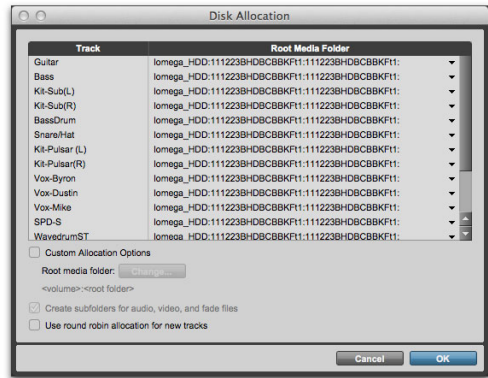 Disk Allocation
Track Root Media Folder
Guitar Iomega_HDD:111223BHDBCBBKFt1:111223BHDBCBBKFt1:
Bass Iomega_HDD:111223BHDBCBBKFt1:111223BHDBCBBKFt1:
Kit-Sub(L) Iomega_HDD:111223BHDBCBBKFt1:111223BHDBCBBKFt1:
Kit-Sub(R) Iomega_HDD:111223BHDBCBBKFt1:111223BHDBCBBKFt1:
BassDrum Iomega_HDD:111223BHDBCBBKFt1:111223BHDBCBBKFt1:
Snare/Hat Iomega_HDD:111223BHDBCBBKFt1:111223BHDBCBBKFt1:
Kit-Pulsar (L) Iomega_HDD:111223BHDBCBBKFt1:111223BHDBCBBKFt1:
Kit-Pulsar(R) Iomega_HDD:111223BHDBCBBKFt1:111223BHDBCBBKFt1:
Vox-Byron Iomega_HDD:111223BHDBCBBKFt1:111223BHDBCBBKFt1:
Vox-Dustin Iomega_HDD:111223BHDBCBBKFt1:111223BHDBCBBKFt1:
Vox-Mike Iomega_HDD:111223BHDBCBBKFt1:111223BHDBCBBKFt1:
SPD-S Iomega_HDD:111223BHDBCBBKFt1:111223BHDBCBBKFt1:
WavedrumST Iomega_HDD:111223BHDBCBBKFt1:111223BHDBCBBKFt1:
Custom Allocation Options
Root media folder: Change...
<volume>:<root folder>
Create subfolders for audio, video, and fade files
Use round robin allocation for new tracks
Cancel OK